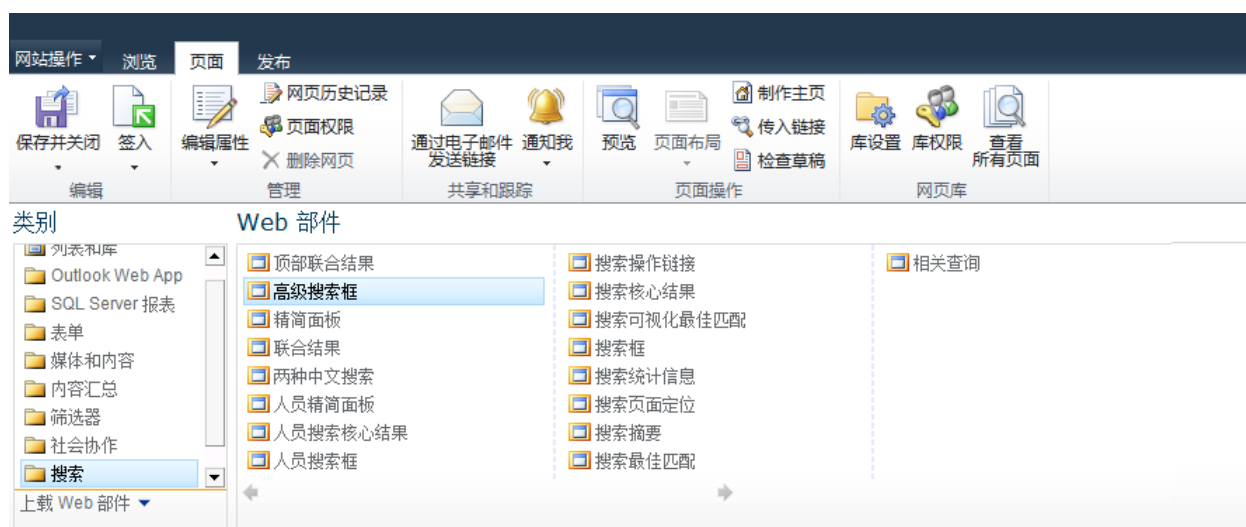 网站操作 浏览 页面 发布
保存并关闭 签入 编辑属性 网页历史记录 页面权限 删除网页 通过电子邮件发送链接 通知我 预览 页面布局 制作主页 传入链接 检查草稿 库设置 库权限 查看所有页面
编辑 管理 共享和跟踪 页面操作 网页库
类别 Web 部件
列表和库
Outlook Web App
SQL Server 报表
表单
媒体和内容
内容汇总
筛选器
社会协作
搜索
上载 Web 部件
顶部联合结果
高级搜索框
精简面板
联合结果
两种中文搜索
人员精简面板
人员搜索核心结果
人员搜索框
搜索操作链接
搜索核心结果
搜索可视化最佳匹配
搜索框
搜索统计信息
搜索页面定位
搜索摘要
搜索最佳匹配
相关查询